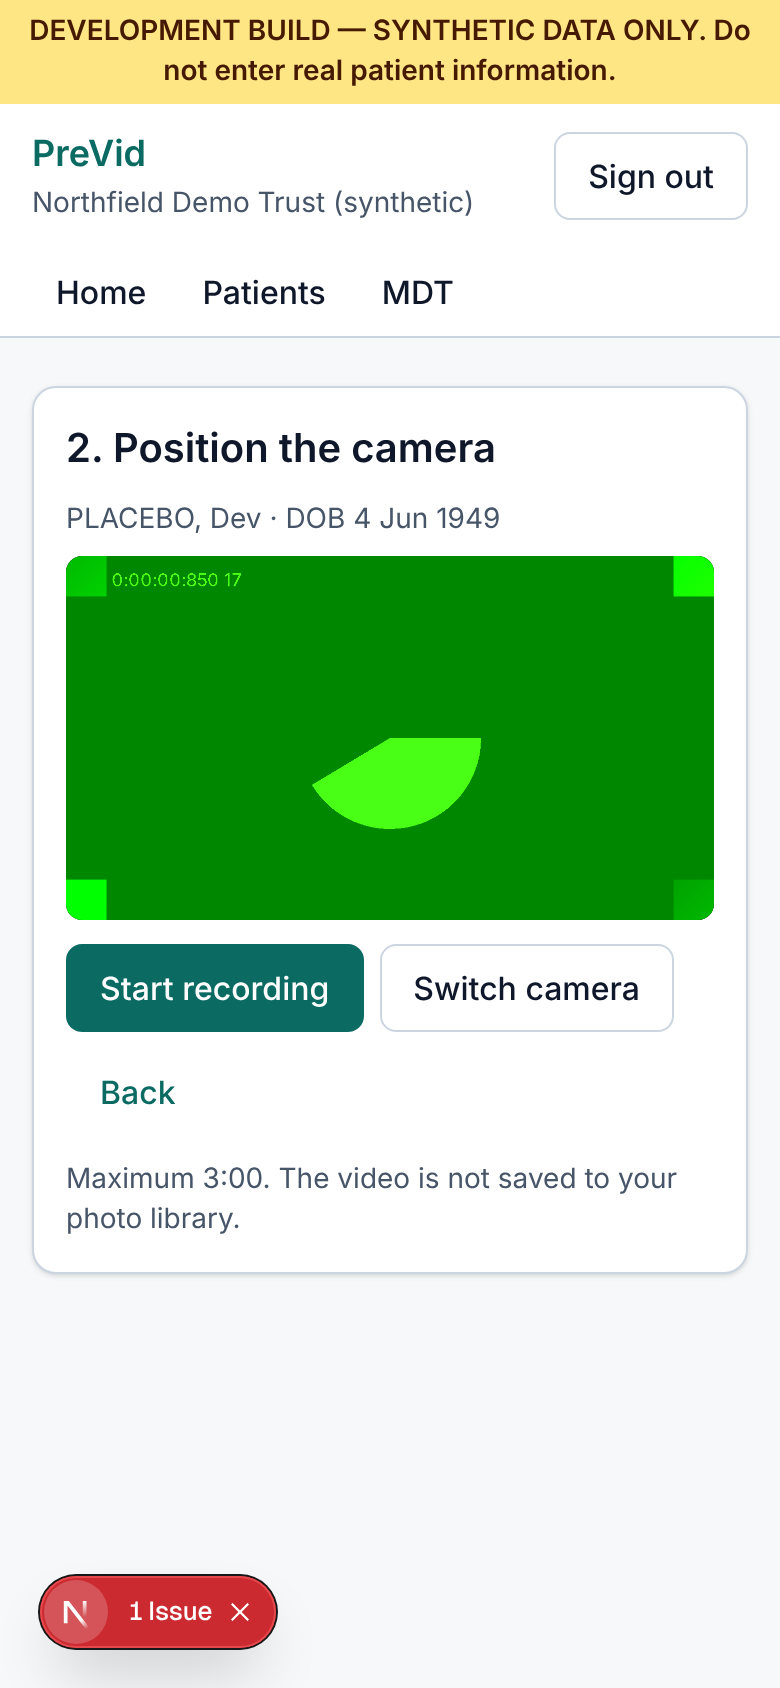 DEVELOPMENT BUILD — SYNTHETIC DATA ONLY. Do
not enter real patient information.
PreVid
Northfield Demo Trust (synthetic)
Sign out
Home Patients MDT
2. Position the camera
PLACEBO, Dev · DOB 4 Jun 1949
0:00:00:850 17
Start recording
Switch camera
Back
Maximum 3:00. The video is not saved to your
photo library.
N
1 Issue